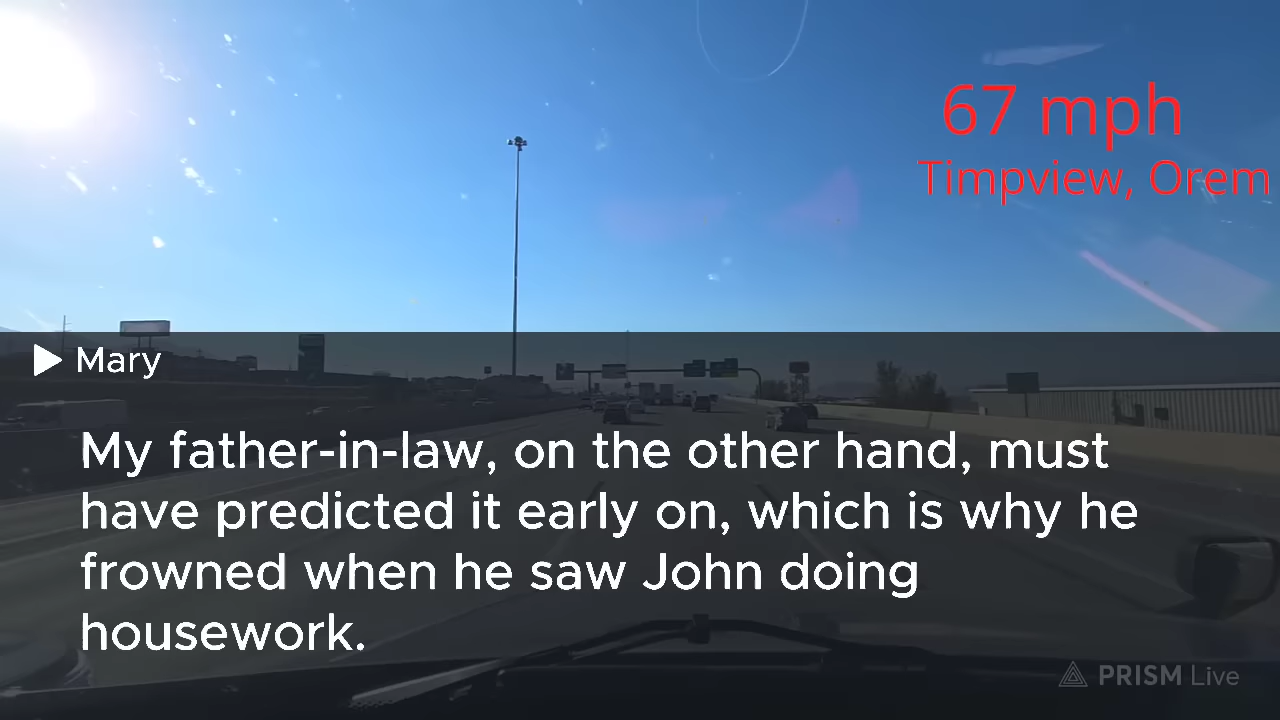 67 mph
Timpview, Orem
Mary
My father-in-law, on the other hand, must
have predicted it early on, which is why he
frowned when he saw John doing
housework.
PRISM Live